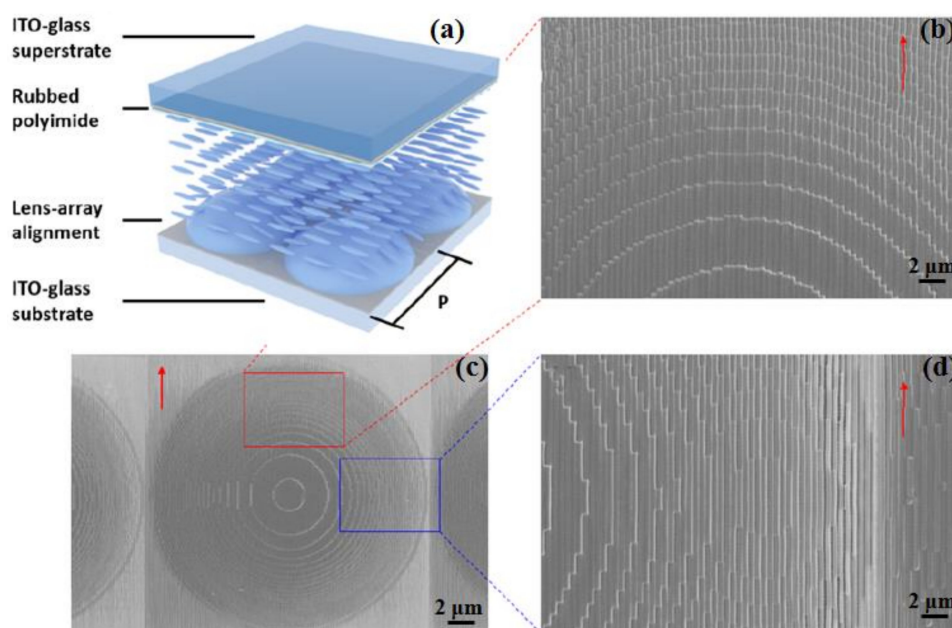 ITO-glass
superstrate
(a)
Rubbed
polyimide
Lens-array
alignment
ITO-glass
substrate
P
(b)
2 μm
(c)
2 μm
(d)
2 μm